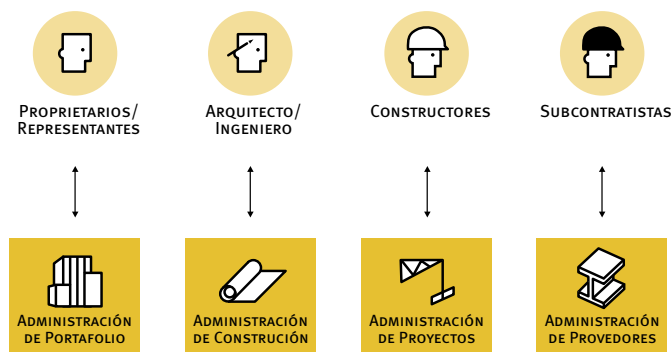 Proprietarios/
Representantes
Arquitecto/
Ingeniero
Constructores
Subcontratistas
Administración
de Portafolio
Administración
de Construción
Administración
de Proyectos
Administración
de Provedores